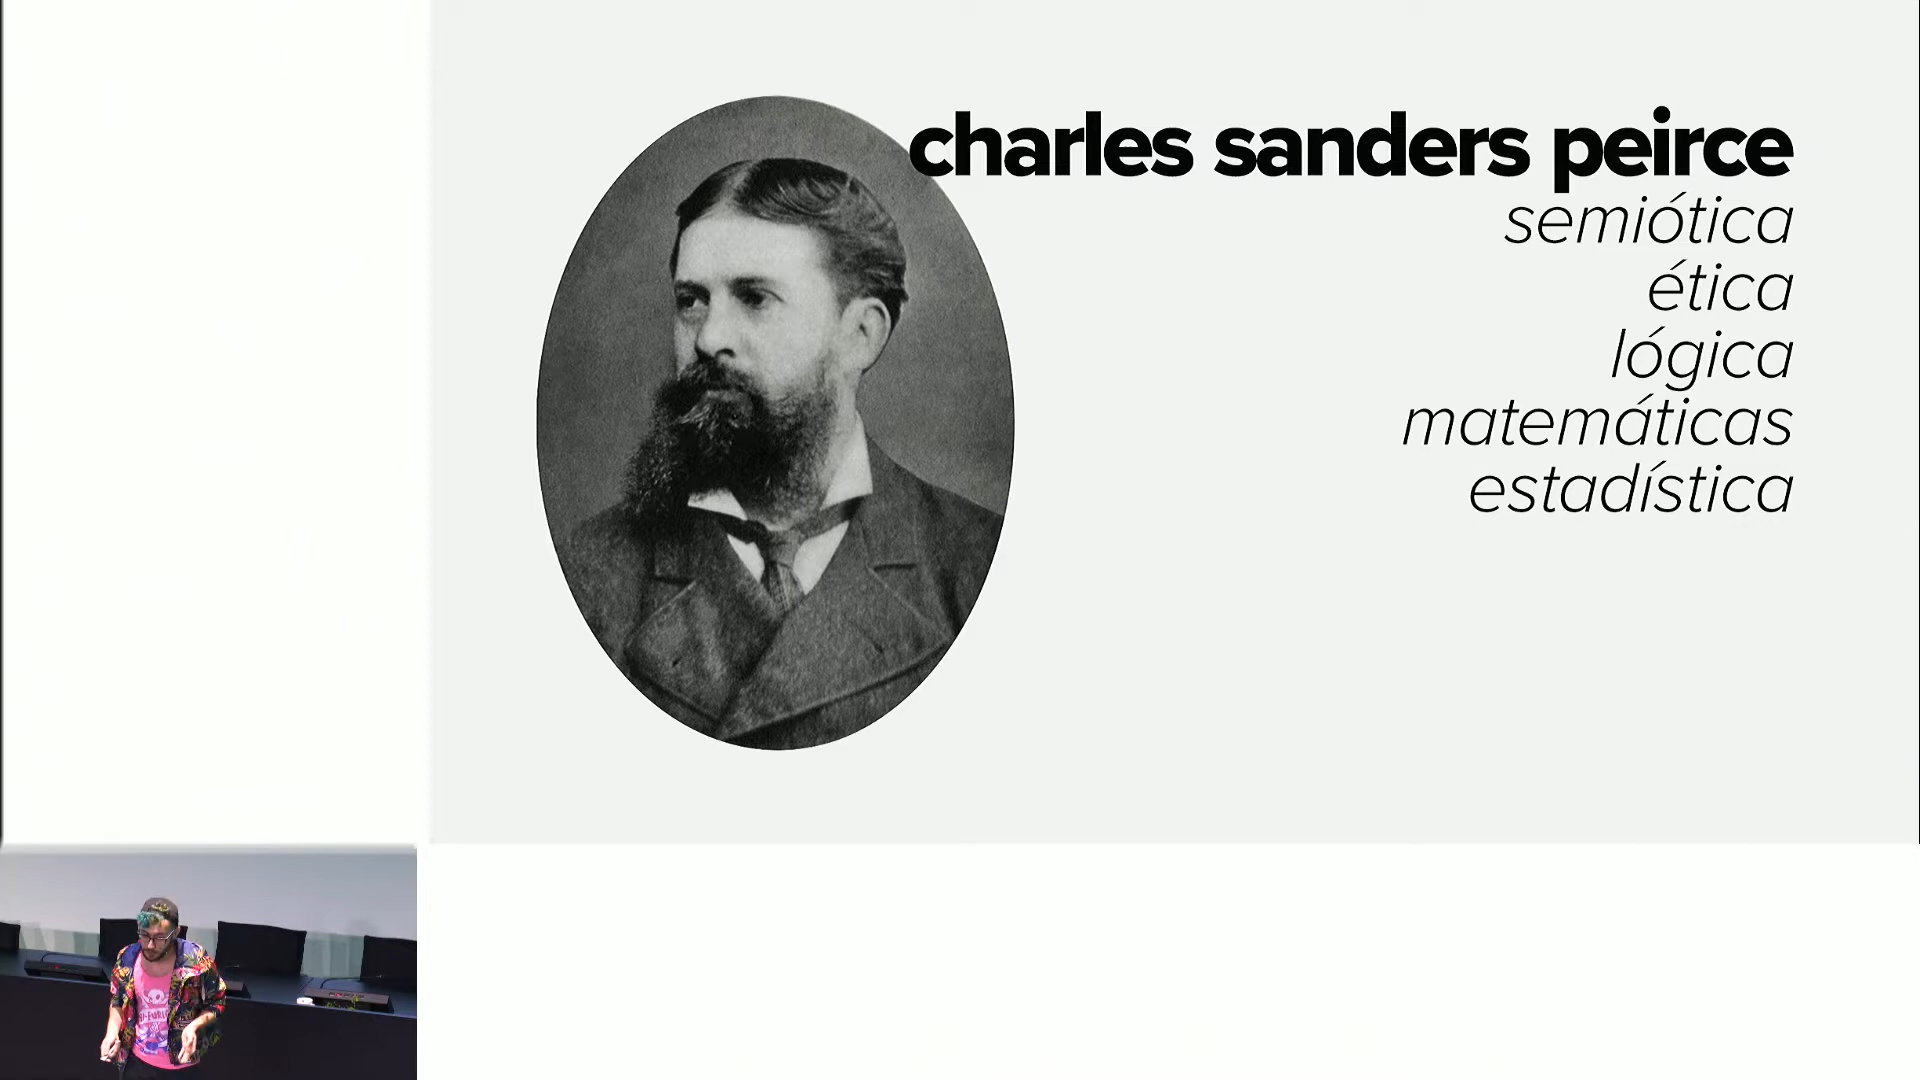 charles sanders peirce
semiótica
ética
lógica
matemáticas
estadística